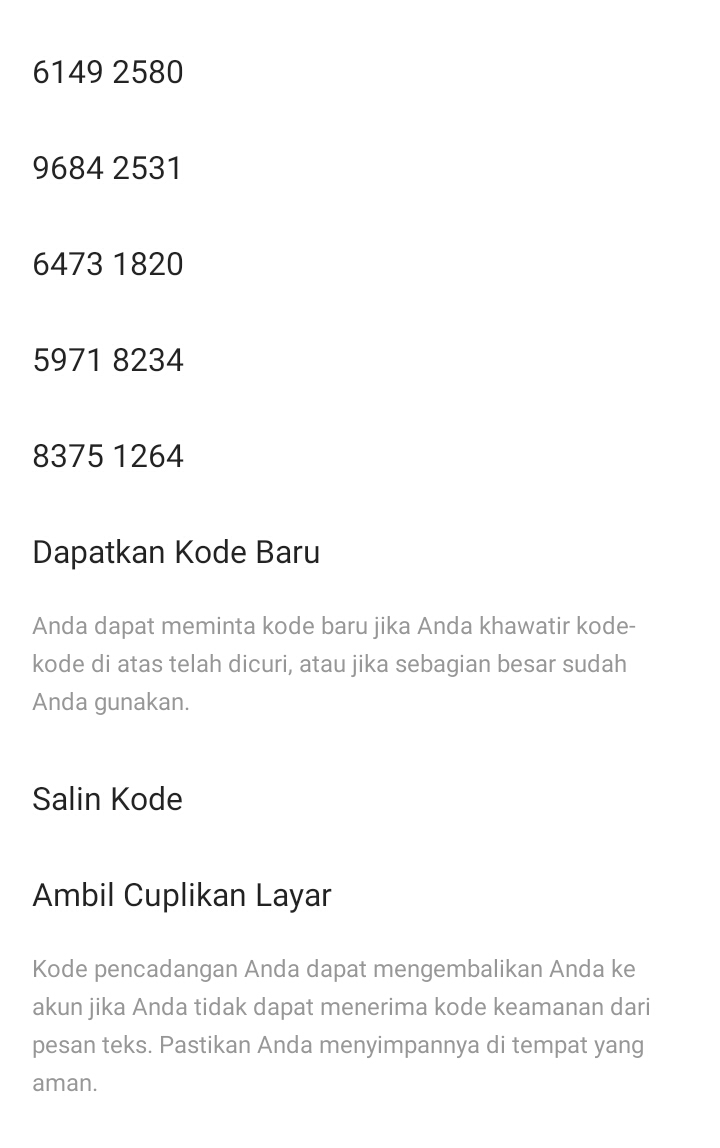 6149 2580
9684 2531
6473 1820
5971 8234
8375 1264
Dapatkan Kode Baru
Anda dapat meminta kode baru jika Anda khawatir kode-
kode di atas telah dicuri, atau jika sebagian besar sudah
Anda gunakan.
Salin Kode
Ambil Cuplikan Layar
Kode pencadangan Anda dapat mengembalikan Anda ke
akun jika Anda tidak dapat menerima kode keamanan dari
pesan teks. Pastikan Anda menyimpannya di tempat yang
aman.